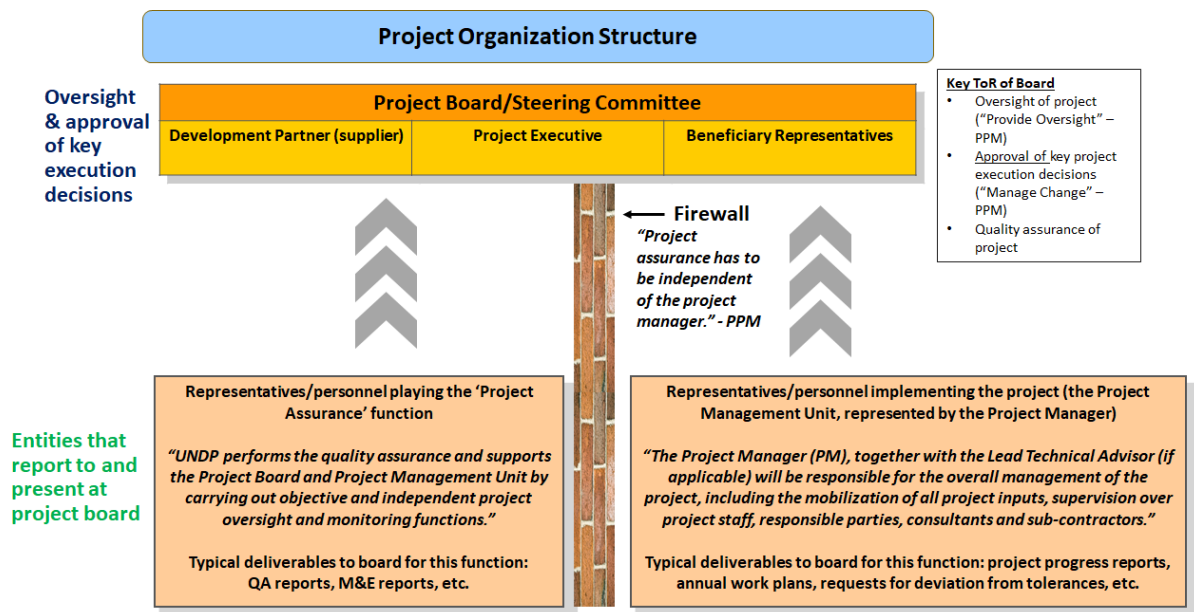 Project Organization Structure
Oversight
& approval
of key
execution
decisions
Project Board/Steering Committee
Development Partner (supplier)
Project Executive
Beneficiary Representatives
Key ToR of Board
• Oversight of project
(“Provide Oversight” –
PPM)
• Approval of key project
execution decisions
(“Manage Change” –
PPM)
• Quality assurance of
project
Firewall
“Project
assurance has to
be independent
of the project
manager.” - PPM
Entities that
report to and
present at
project board
Representatives/personnel playing the ‘Project
Assurance’ function
“UNDP performs the quality assurance and supports
the Project Board and Project Management Unit by
carrying out objective and independent project
oversight and monitoring functions.”
Typical deliverables to board for this function:
QA reports, M&E reports, etc.
Representatives/personnel implementing the project (the Project
Management Unit, represented by the Project Manager)
“The Project Manager (PM), together with the Lead Technical Advisor (if
applicable) will be responsible for the overall management of the
project, including the mobilization of all project inputs, supervision over
project staff, responsible parties, consultants and sub-contractors.”
Typical deliverables to board for this function: project progress reports,
annual work plans, requests for deviation from tolerances, etc.